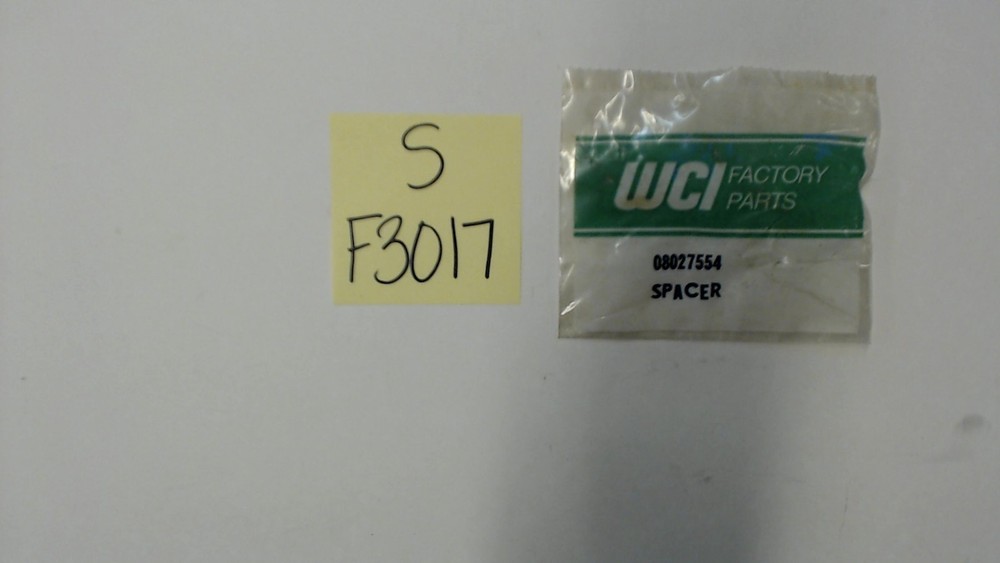 S
F3017
WCI FACTORY
PARTS
08027554
SPACER